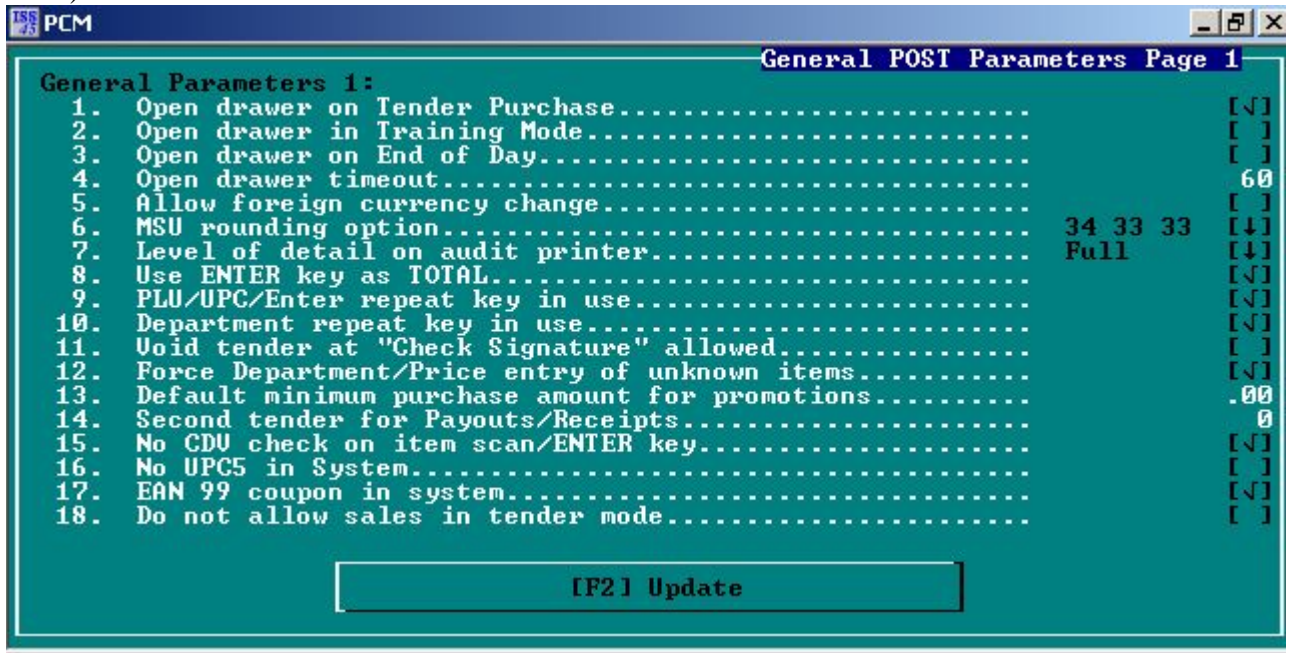 ISS 45 PCM
General POST Parameters Page 1
General Parameters 1:
1. Open drawer on Tender Purchase.......................... [√]
2. Open drawer in Training Mode............................ [ ]
3. Open drawer on End of Day............................... [ ]
4. Open drawer timeout..................................... 60
5. Allow foreign currency change........................... [ ]
6. MSU rounding option..................................... 34 33 33 [↓]
7. Level of detail on audit printer........................ Full [↓]
8. Use ENTER key as TOTAL.................................. [√]
9. PLU/UPC/Enter repeat key in use......................... [√]
10. Department repeat key in use............................ [√]
11. Void tender at "Check Signature" allowed................ [ ]
12. Force Department/Price entry of unknown items........... [√]
13. Default minimum purchase amount for promotions.......... .00
14. Second tender for Payouts/Receipts...................... 0
15. No CDV check on item scan/ENTER key..................... [√]
16. No UPC5 in System....................................... [ ]
17. EAN 99 coupon in system................................. [√]
18. Do not allow sales in tender mode....................... [ ]
[F2] Update